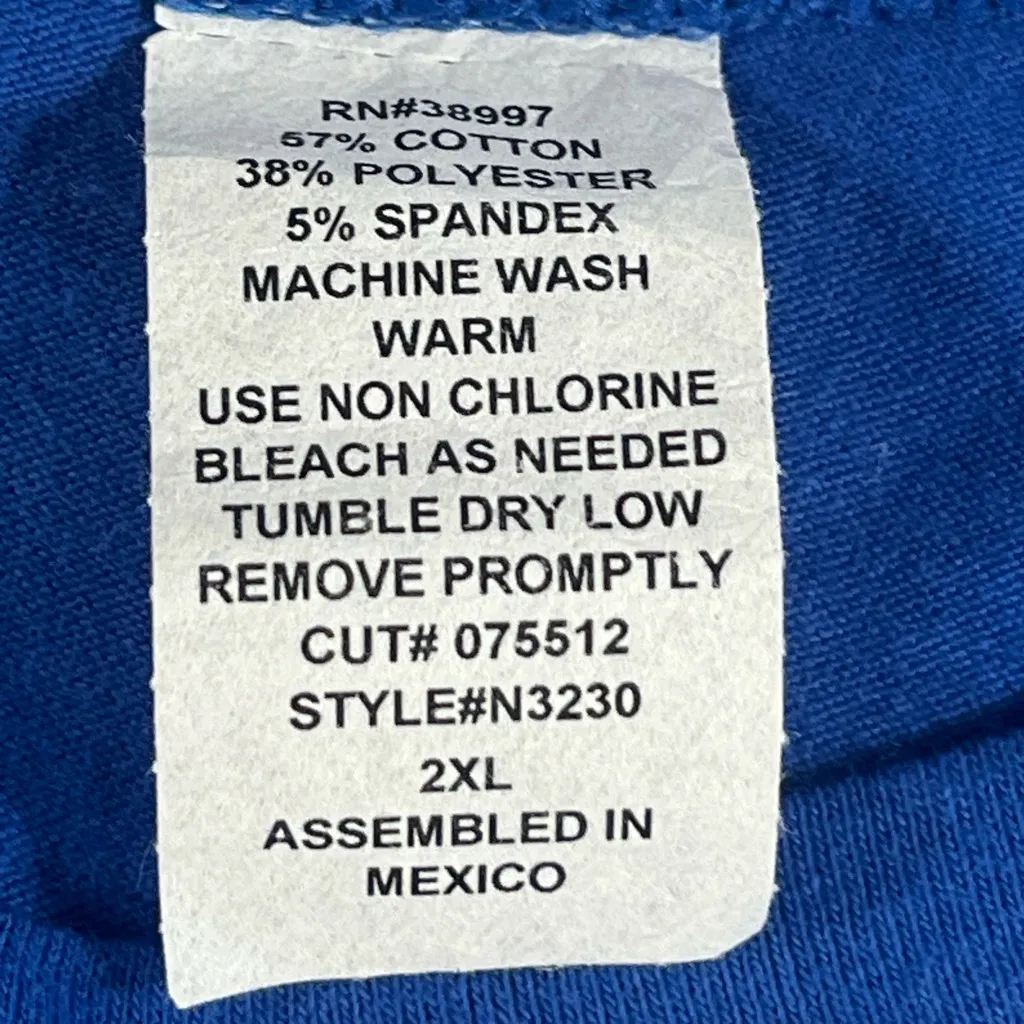 RN#38997
57% COTTON
38% POLYESTER
5% SPANDEX
MACHINE WASH
WARM
USE NON CHLORINE
BLEACH AS NEEDED
TUMBLE DRY LOW
REMOVE PROMPTLY
CUT# 075512
STYLE#N3230
2XL
ASSEMBLED IN
MEXICO